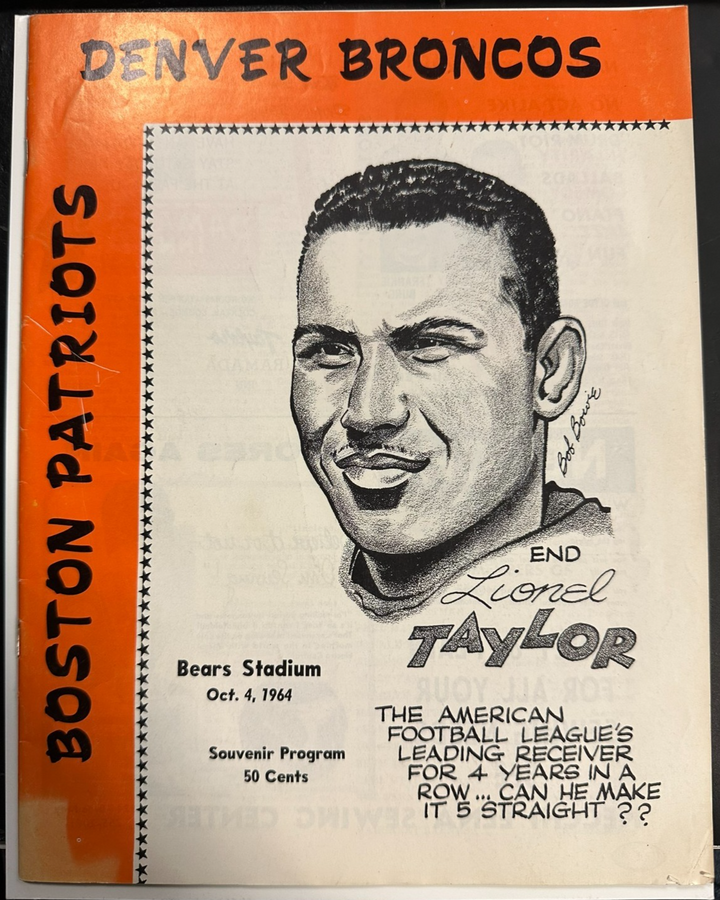 DENVER BRONCOS
BOSTON PATRIOTS
Bob Bowie
END
Lionel
TAYLOR
Bears Stadium
Oct. 4, 1964
Souvenir Program
50 Cents
THE AMERICAN
FOOTBALL LEAGUE'S
LEADING RECEIVER
FOR 4 YEARS IN A
ROW... CAN HE MAKE
IT 5 STRAIGHT ??